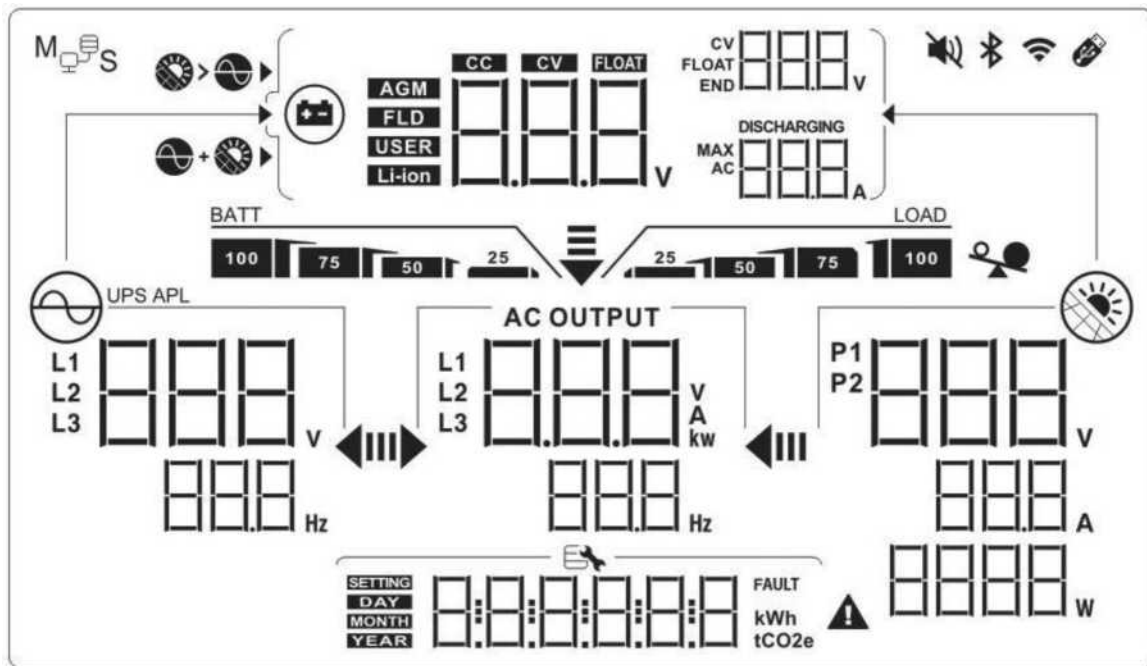 M S
CC CV FLOAT
AGM
FLD
USER
Li-ion
V
CV
FLOAT
END
V
DISCHARGING
MAX
AC
A
BATT
LOAD
100 75 50 25
25 50 75 100
UPS APL
AC OUTPUT
L1
L2
L3
V
Hz
L1
L2
L3
V
A
kw
Hz
P1
P2
V
A
W
SETTING
DAY
MONTH
YEAR
FAULT
kWh
tCO2e